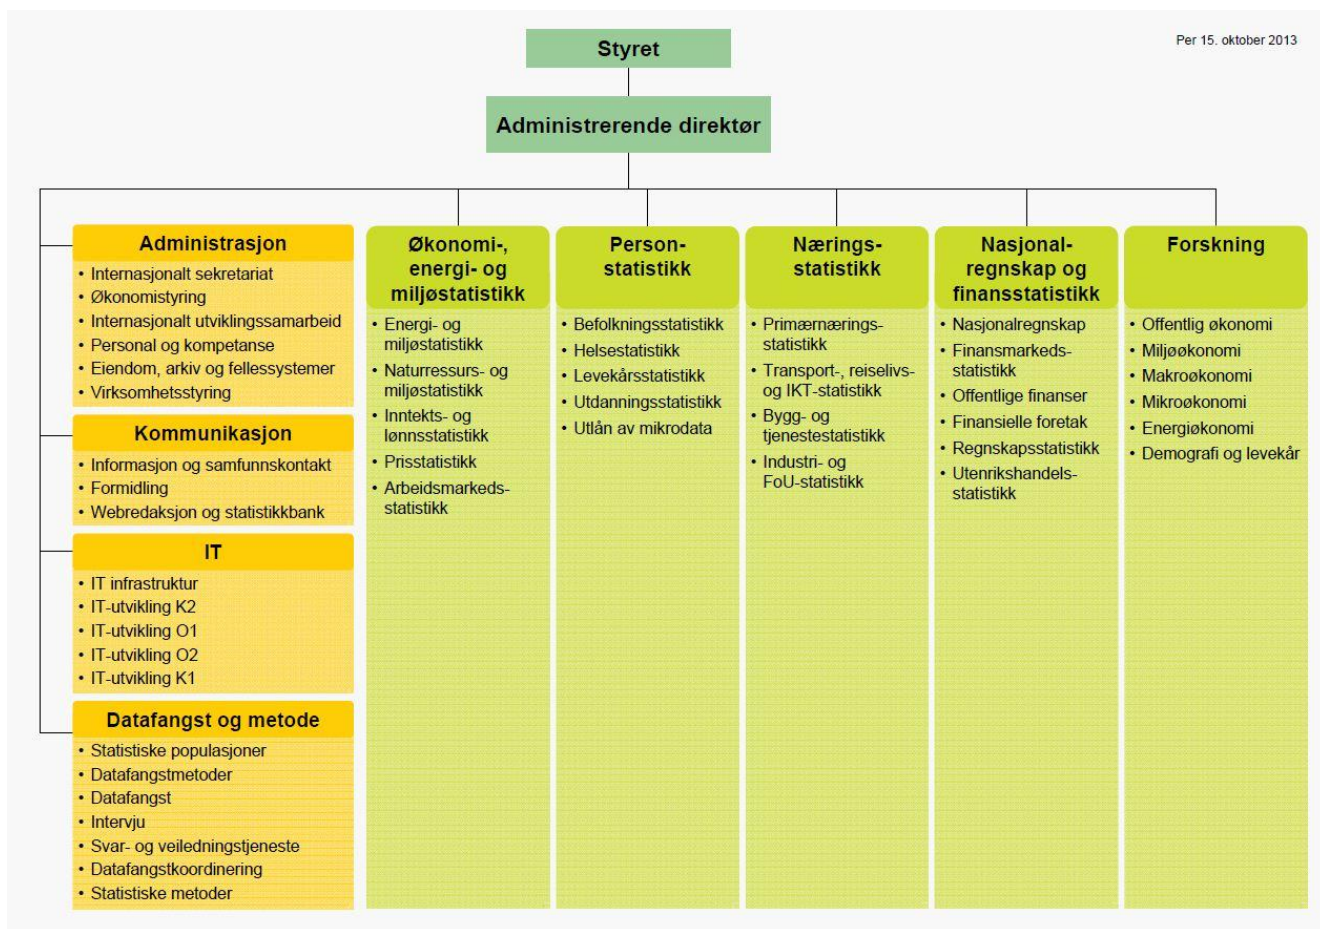 Per 15. oktober 2013
Styret
Administrerende direktør
Administrasjon
• Internasjonalt sekretariat
• Økonomistyring
• Internasjonalt utviklingssamarbeid
• Personal og kompetanse
• Eiendom, arkiv og fellessystemer
• Virksomhetsstyring
Kommunikasjon
• Informasjon og samfunnskontakt
• Formidling
• Webredaksjon og statistikkbank
IT
• IT infrastruktur
• IT-utvikling K2
• IT-utvikling O1
• IT-utvikling O2
• IT-utvikling K1
Datafangst og metode
• Statistiske populasjoner
• Datafangstmetoder
• Datafangst
• Intervju
• Svar- og veiledningstjeneste
• Datafangstkoordinering
• Statistiske metoder
Økonomi-,
energi- og
miljøstatistikk
• Energi- og
miljøstatistikk
• Naturressurs- og
miljøstatistikk
• Inntekts- og
lønnsstatistikk
• Prisstatistikk
• Arbeidsmarkeds-
statistikk
Person-
statistikk
• Befolkningsstatistikk
• Helsestatistikk
• Levekårsstatistikk
• Utdanningsstatistikk
• Utlån av mikrodata
Nærings-
statistikk
• Primærnærings-
statistikk
• Transport-, reiselivs-
og IKT-statistikk
• Bygg- og
tjenestestatistikk
• Industri- og
FoU-statistikk
Nasjonal-
regnskap og
finansstatistikk
• Nasjonalregnskap
• Finansmarkeds-
statistikk
• Offentlige finanser
• Finansielle foretak
• Regnskapsstatistikk
• Utenrikshandels-
statistikk
Forskning
• Offentlig økonomi
• Miljøøkonomi
• Makroøkonomi
• Mikroøkonomi
• Energiøkonomi
• Demografi og levekår